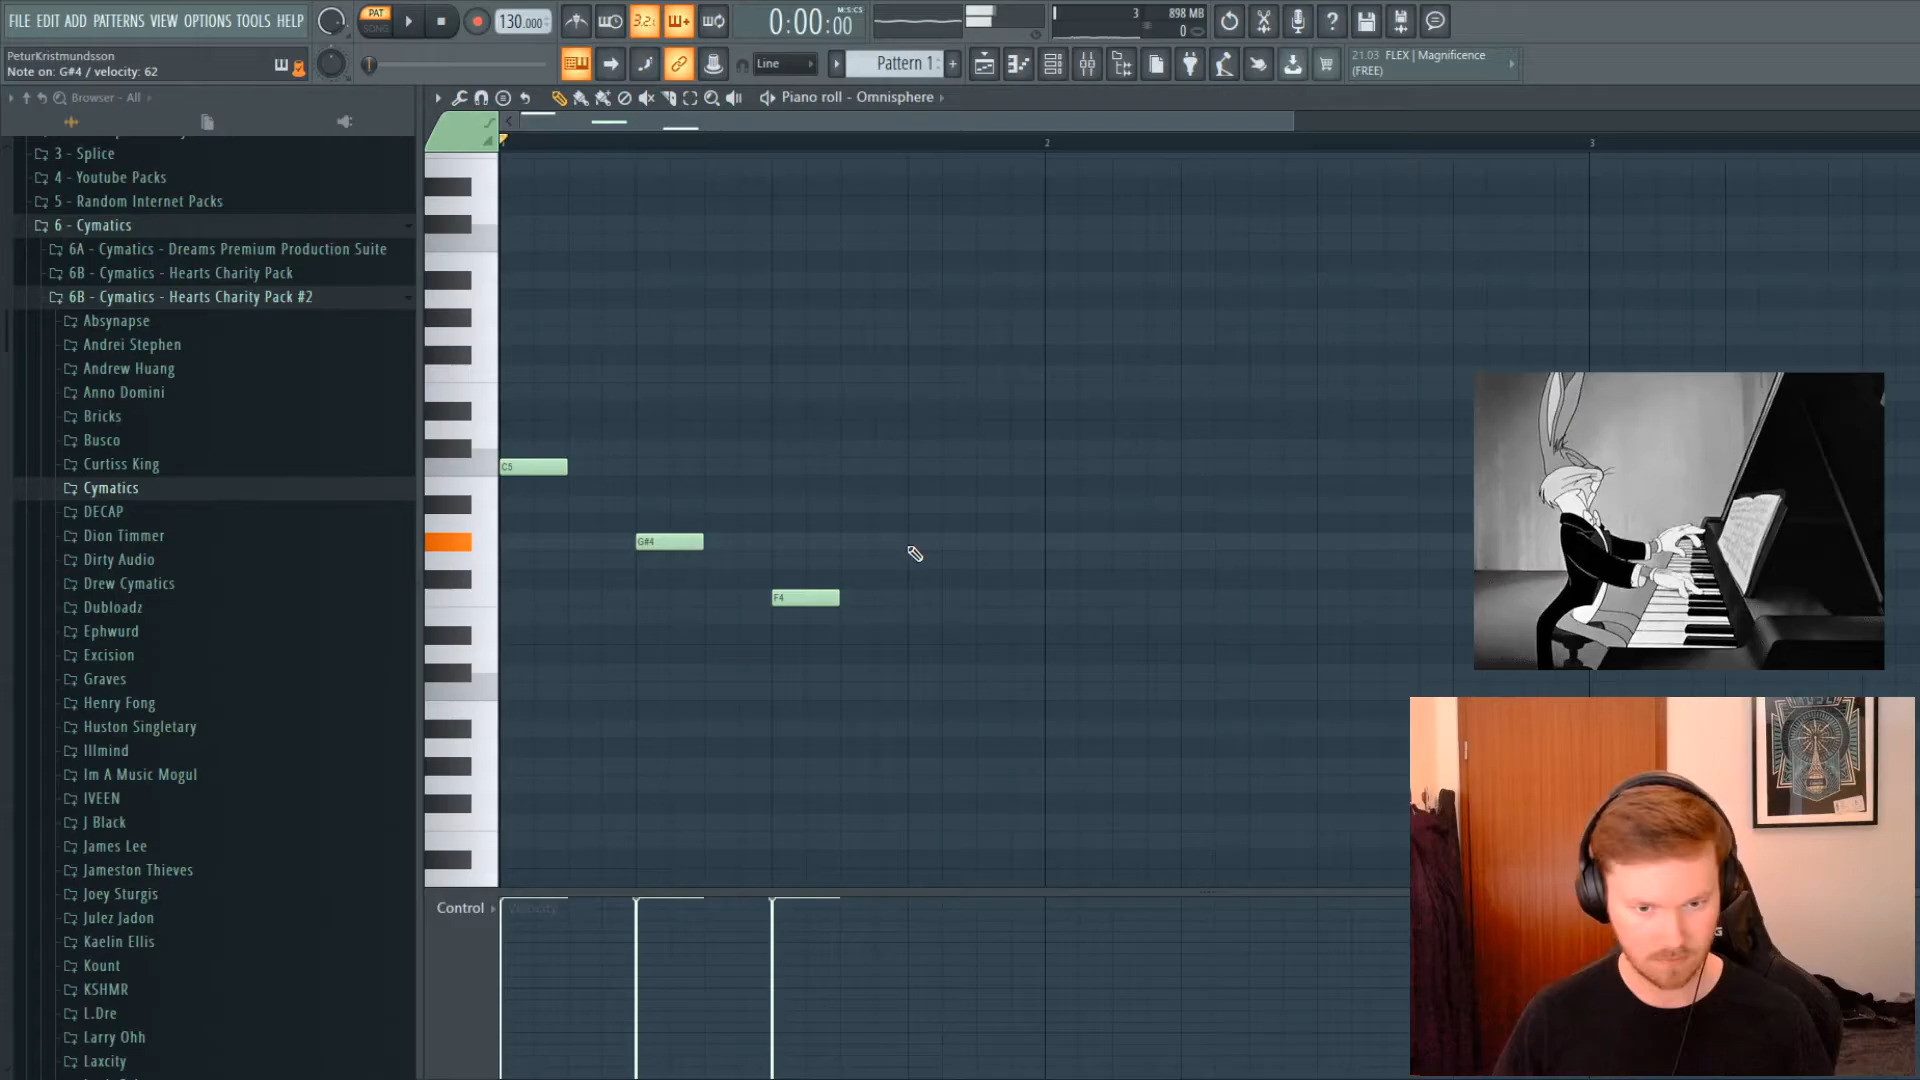 FILE EDIT ADD PATTERNS VIEW OPTIONS TOOLS HELP
PAT
SONG
130.000
3.2.
0:00:00
M:S:CS
3
898 MB
0
PeturKristmundsson
Note on: G#4 / velocity: 62
Line
Pattern 1
21.03 FLEX | Magnificence
(FREE)
Browser - All
Piano roll - Omnisphere
3 - Splice
4 - Youtube Packs
5 - Random Internet Packs
6 - Cymatics
6A - Cymatics - Dreams Premium Production Suite
6B - Cymatics - Hearts Charity Pack
6B - Cymatics - Hearts Charity Pack #2
Absynapse
Andrei Stephen
Andrew Huang
Anno Domini
Bricks
Busco
Curtiss King
Cymatics
DECAP
Dion Timmer
Dirty Audio
Drew Cymatics
Dubloadz
Ephwurd
Excision
Graves
Henry Fong
Huston Singletary
Illmind
Im A Music Mogul
IVEEN
J Black
James Lee
Jameston Thieves
Joey Sturgis
Julez Jadon
Kaelin Ellis
Kount
KSHMR
L.Dre
Larry Ohh
Laxcity
2
3
C5
G#4
F4
Control
Velocity